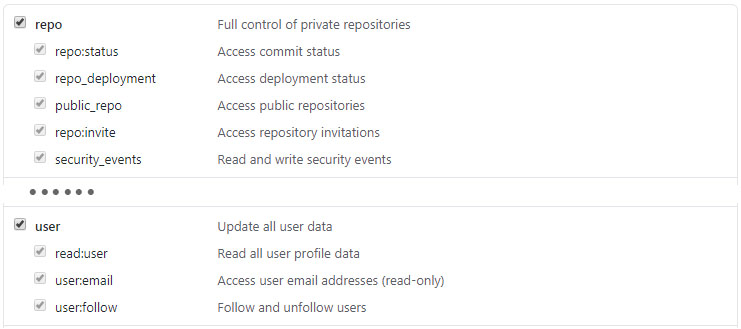 repo Full control of private repositories
repo:status Access commit status
repo_deployment Access deployment status
public_repo Access public repositories
repo:invite Access repository invitations
security_events Read and write security events
••••••
user Update all user data
read:user Read all user profile data
user:email Access user email addresses (read-only)
user:follow Follow and unfollow users